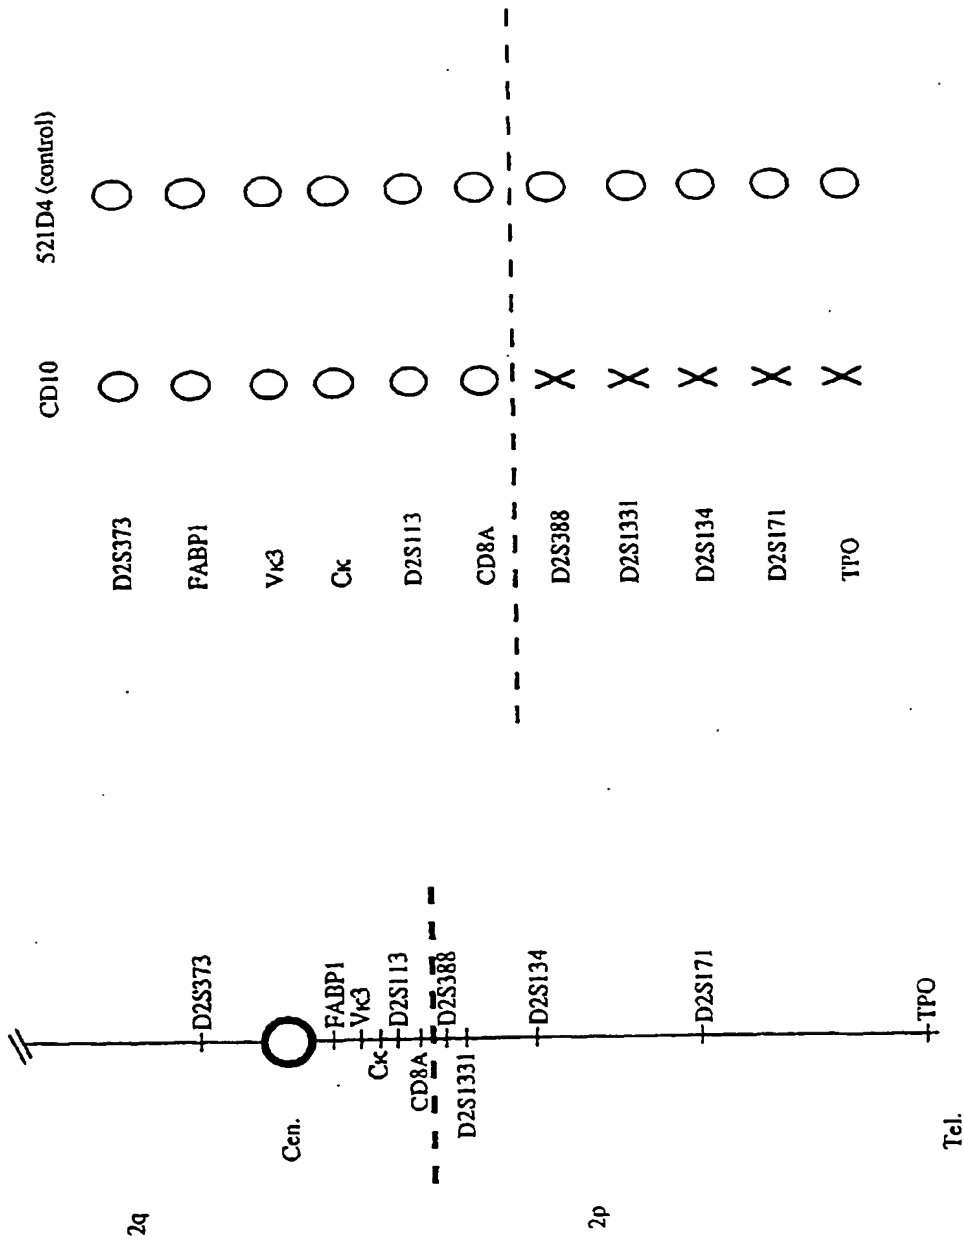 2q
Cen.
2p
Tel.
D2S373
FABP1
Vκ3
Cκ
D2S113
CD8A
D2S388
D2S1331
D2S134
D2S171
TPO
CD10
521D4 (control)
D2S373
FABP1
Vκ3
Cκ
D2S113
CD8A
D2S388
D2S1331
D2S134
D2S171
TPO